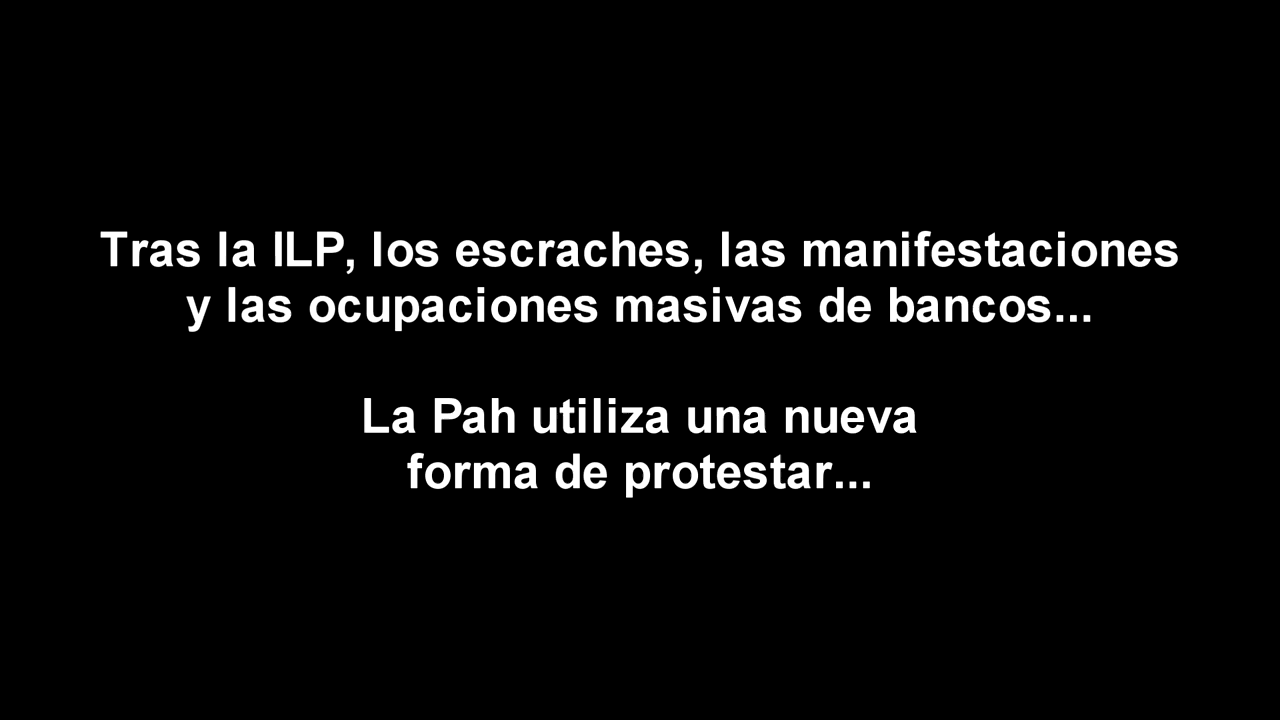 Tras la ILP, los escraches, las manifestaciones
y las ocupaciones masivas de bancos...
La Pah utiliza una nueva
forma de protestar...